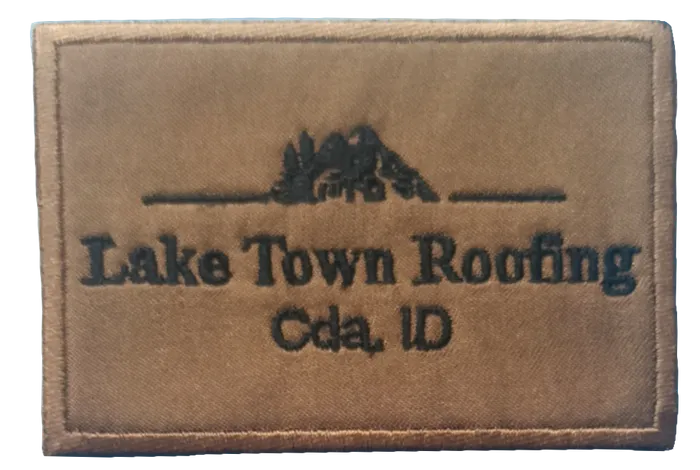 Lake Town Roofing
Cda, ID